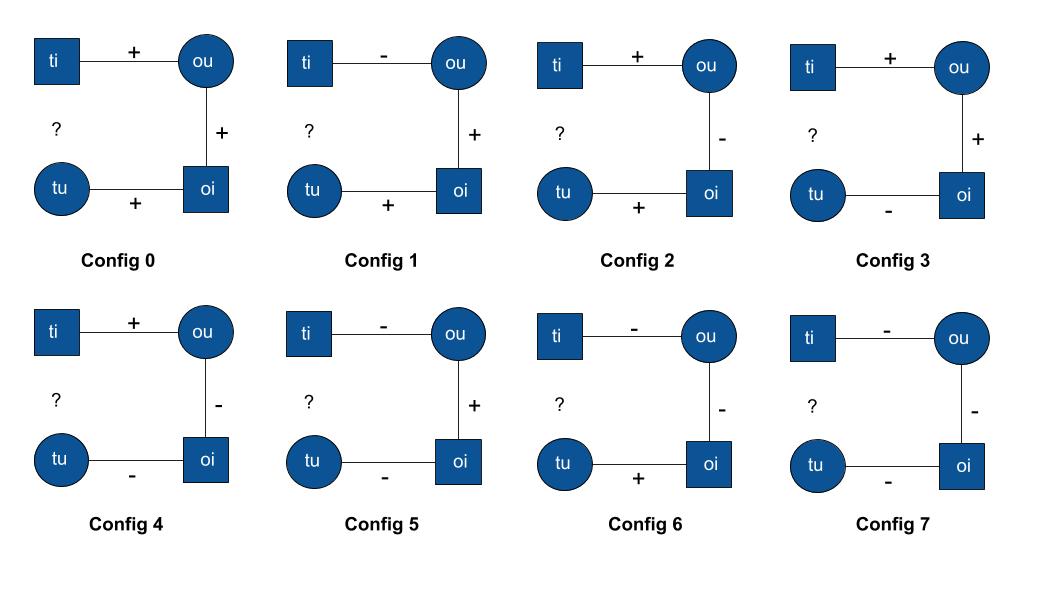 ti + ou
? +
tu + oi
Config 0
ti - ou
? +
tu + oi
Config 1
ti + ou
? -
tu + oi
Config 2
ti + ou
? +
tu - oi
Config 3
ti + ou
? -
tu - oi
Config 4
ti - ou
? +
tu - oi
Config 5
ti - ou
? -
tu + oi
Config 6
ti - ou
? -
tu - oi
Config 7